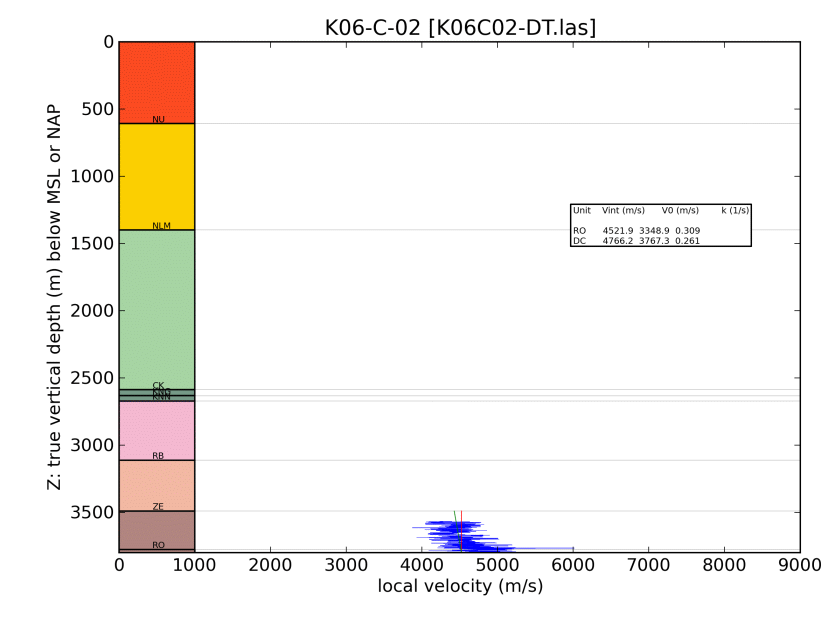 K06-C-02 [K06C02-DT.las]
Z: true vertical depth (m) below MSL or NAP
0
500
1000
1500
2000
2500
3000
3500
NU
NLM
CK
KNG
KNN
RB
ZE
RO
Unit Vint (m/s) V0 (m/s) k (1/s)
RO 4521.9 3348.9 0.309
DC 4766.2 3767.3 0.261
0 1000 2000 3000 4000 5000 6000 7000 8000 9000
local velocity (m/s)